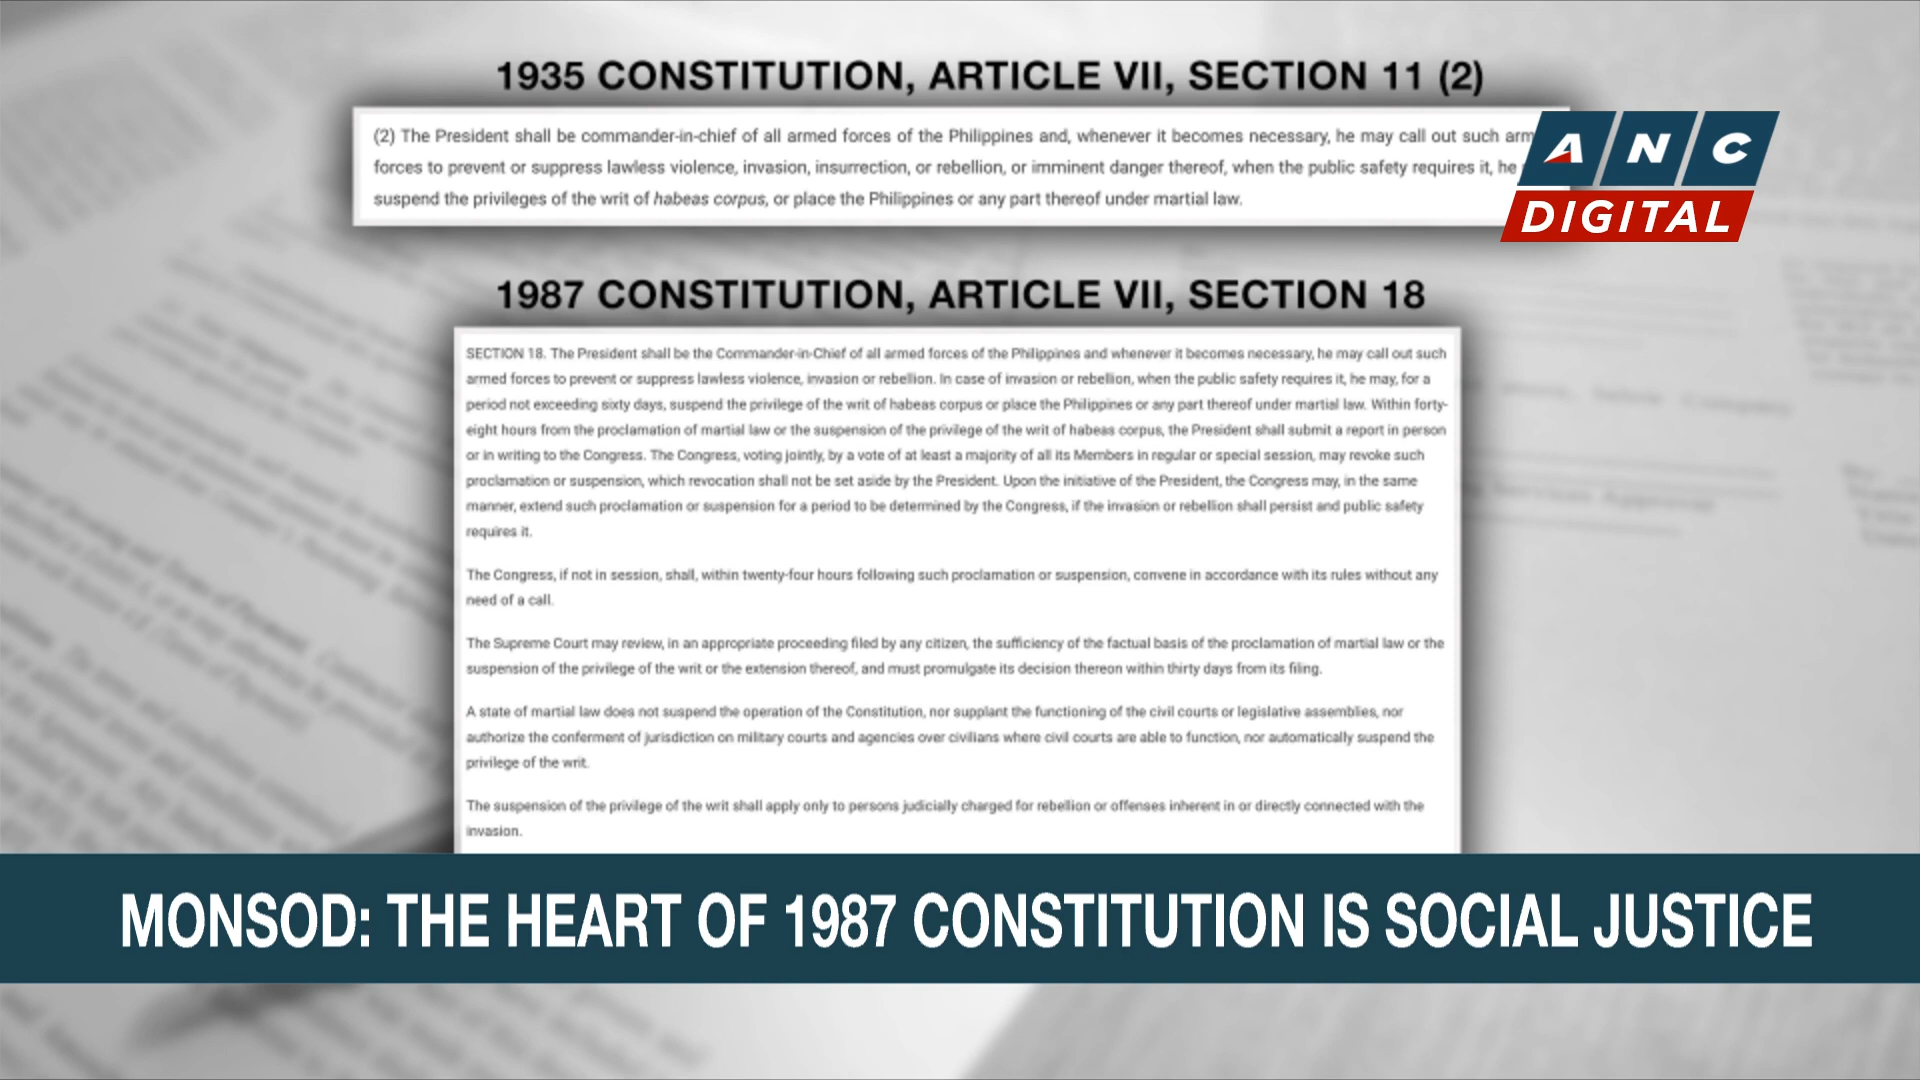 1935 CONSTITUTION, ARTICLE VII, SECTION 11 (2)
(2) The President shall be commander-in-chief of all armed forces of the Philippines and, whenever it becomes necessary, he may call out such
forces to prevent or suppress lawless violence, invasion, insurrection, or rebellion, or imminent danger thereof, when the public safety requires it, he
suspend the privileges of the writ of habeas corpus, or place the Philippines or any part thereof under martial law.
ANC
DIGITAL
1987 CONSTITUTION, ARTICLE VII, SECTION 18
SECTION 18. The President shall be the Commander-in-Chief of all armed forces of the Philippines and whenever it becomes necessary, he may call out such
armed forces to prevent or suppress lawless violence, invasion or rebellion. In case of invasion or rebellion, when the public safety requires it, he may, for a
period not exceeding sixty days, suspend the privilege of the writ of habeas corpus or place the Philippines or any part thereof under martial law. Within forty-
eight hours from the proclamation of martial law or the suspension of the privilege of the writ of habeas corpus, the President shall submit a report in person
or in writing to the Congress. The Congress, voting jointly, by a vote of at least a majority of all its Members in regular or special session, may revoke such
proclamation or suspension, which revocation shall not be set aside by the President. Upon the initiative of the President, the Congress may, in the same
manner, extend such proclamation or suspension for a period to be determined by the Congress, if the invasion or rebellion shall persist and public safety
requires it.
The Congress, if not in session, shall, within twenty-four hours following such proclamation or suspension, convene in accordance with its rules without any
need of a call.
The Supreme Court may review, in an appropriate proceeding filed by any citizen, the sufficiency of the factual basis of the proclamation of martial law or the
suspension of the privilege of the writ or the extension thereof, and must promulgate its decision thereon within thirty days from its filing.
A state of martial law does not suspend the operation of the Constitution, nor supplant the functioning of the civil courts or legislative assemblies, nor
authorize the conferment of jurisdiction on military courts and agencies over civilians where civil courts are able to function, nor automatically suspend the
privilege of the writ.
The suspension of the privilege of the writ shall apply only to persons judicially charged for rebellion or offenses inherent in or directly connected with the
invasion.
MONSOD: THE HEART OF 1987 CONSTITUTION IS SOCIAL JUSTICE